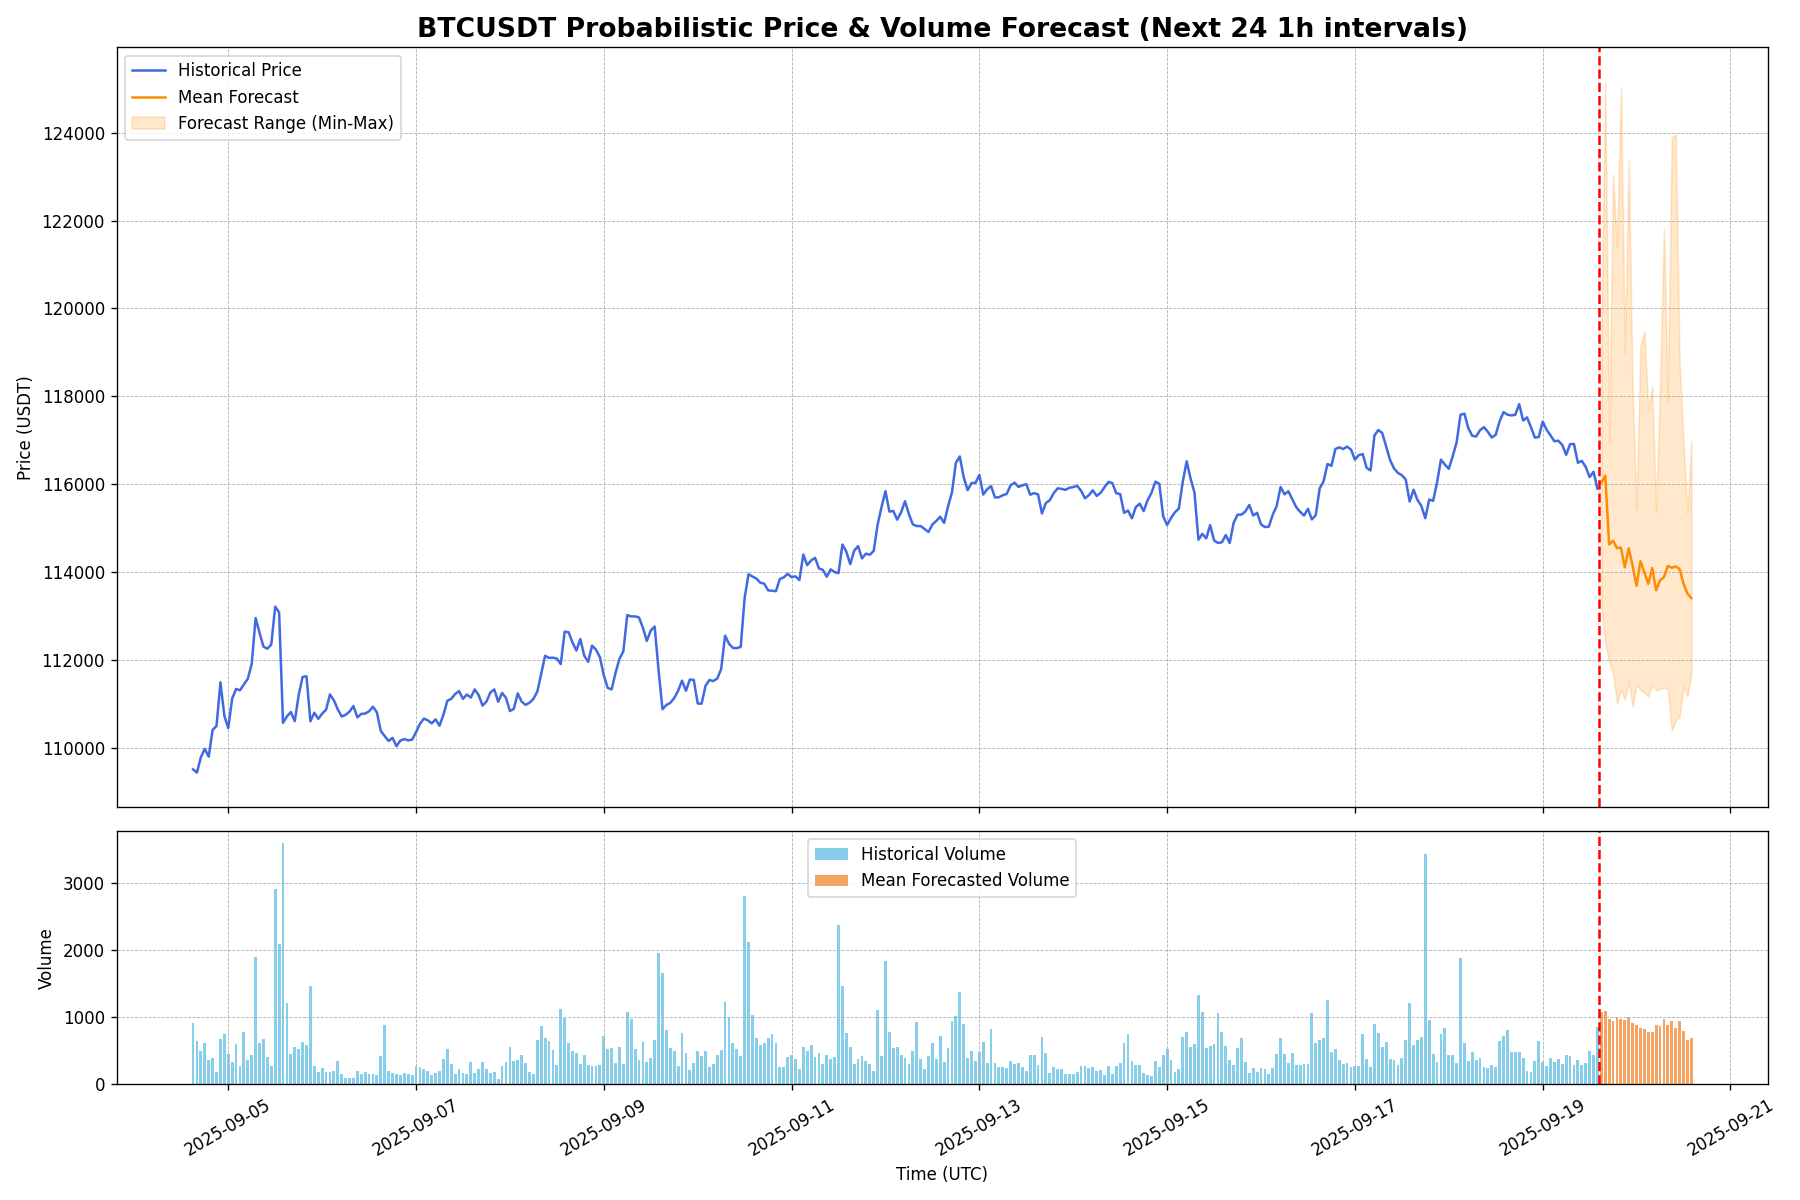 BTCUSDT Probabilistic Price & Volume Forecast (Next 24 1h intervals)
Historical Price
Mean Forecast
Forecast Range (Min-Max)
Price (USDT)
124000
122000
120000
118000
116000
114000
112000
110000
Historical Volume
Mean Forecasted Volume
Volume
3000
2000
1000
0
2025-09-05
2025-09-07
2025-09-09
2025-09-11
2025-09-13
2025-09-15
2025-09-17
2025-09-19
2025-09-21
Time (UTC)